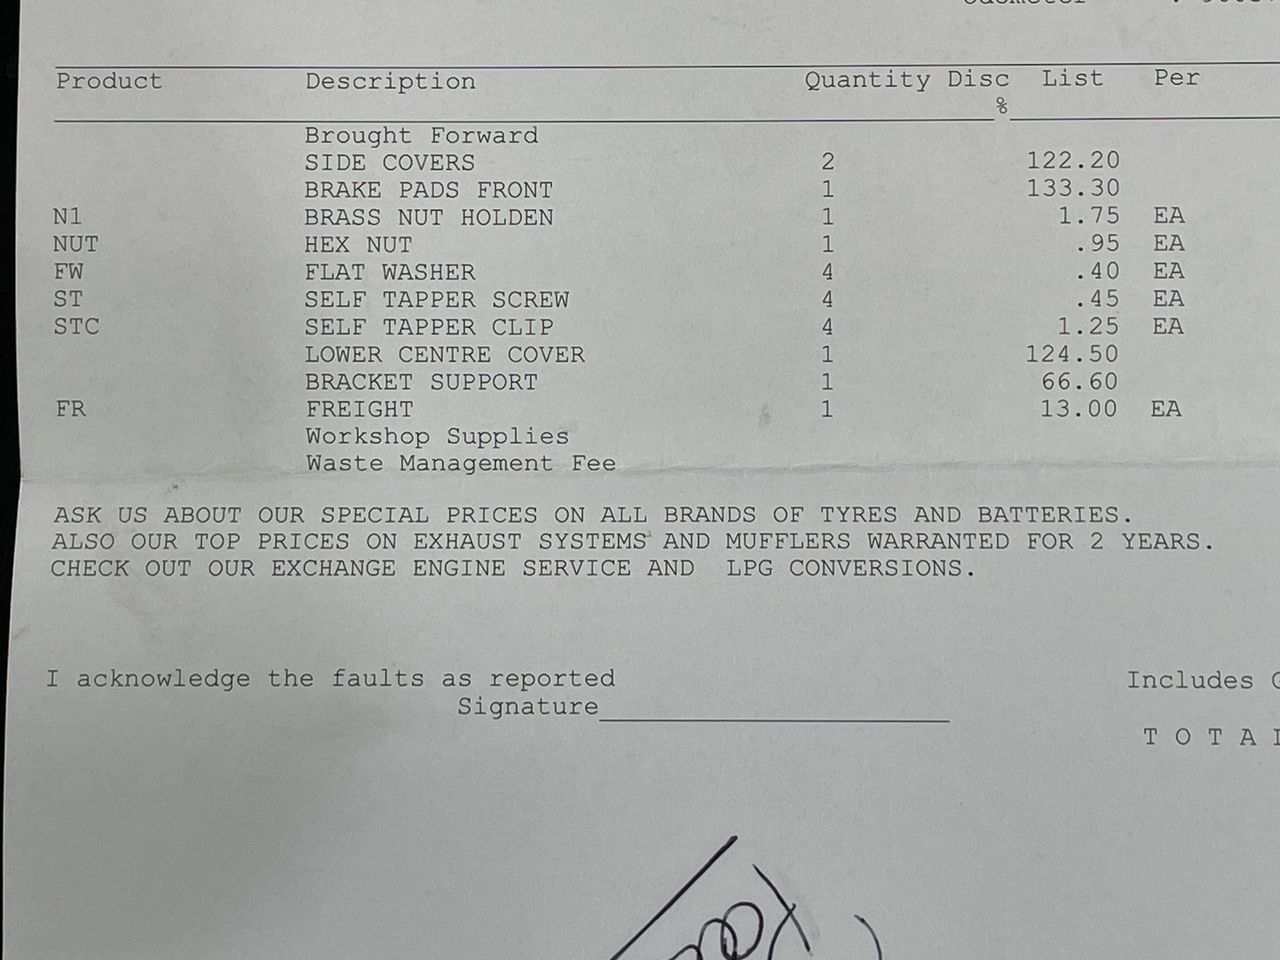 Odometer :
Product Description Quantity Disc List Per
%
Brought Forward
SIDE COVERS 2 122.20
BRAKE PADS FRONT 1 133.30
N1 BRASS NUT HOLDEN 1 1.75 EA
NUT HEX NUT 1 .95 EA
FW FLAT WASHER 4 .40 EA
ST SELF TAPPER SCREW 4 .45 EA
STC SELF TAPPER CLIP 4 1.25 EA
LOWER CENTRE COVER 1 124.50
BRACKET SUPPORT 1 66.60
FR FREIGHT 1 13.00 EA
Workshop Supplies
Waste Management Fee
ASK US ABOUT OUR SPECIAL PRICES ON ALL BRANDS OF TYRES AND BATTERIES.
ALSO OUR TOP PRICES ON EXHAUST SYSTEMS AND MUFFLERS WARRANTED FOR 2 YEARS.
CHECK OUT OUR EXCHANGE ENGINE SERVICE AND LPG CONVERSIONS.
I acknowledge the faults as reported Includes
Signature
T O T A